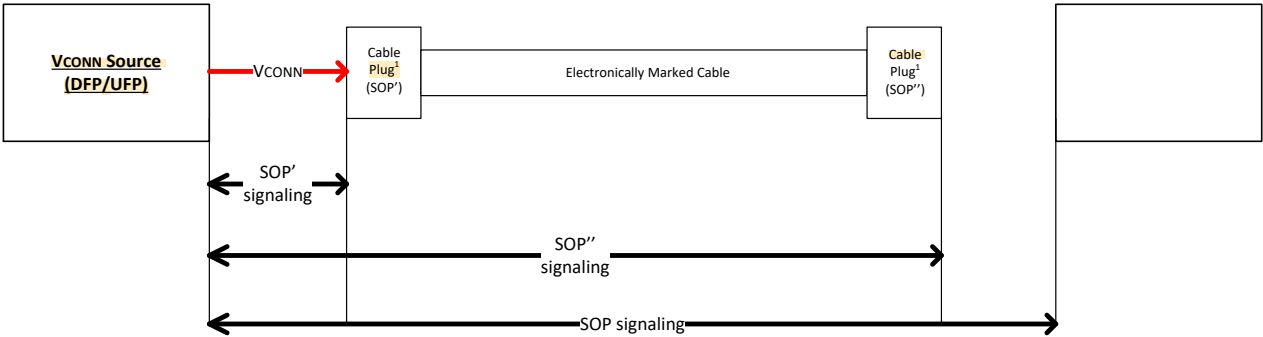 VCONN Source
(DFP/UFP)
VCONN
Cable
Plug¹
(SOP’)
Electronically Marked Cable
Cable
Plug¹
(SOP’’)
SOP’
signaling
SOP’’
signaling
SOP signaling